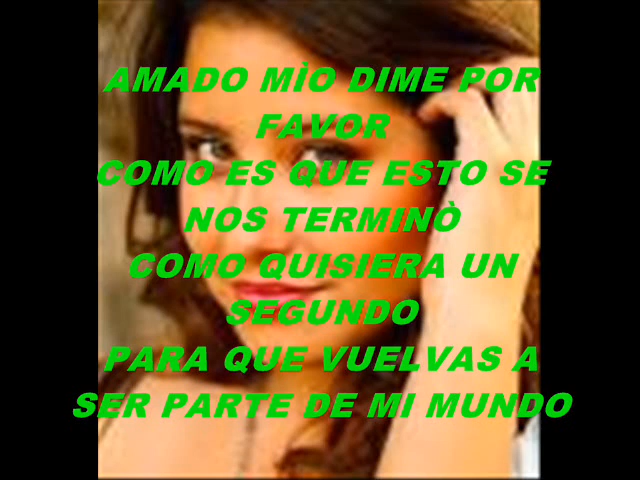 AMADO MÌO DIME POR
FAVOR
COMO ES QUE ESTO SE
NOS TERMINÒ
COMO QUISIERA UN
SEGUNDO
PARA QUE VUELVAS A
SER PARTE DE MI MUNDO